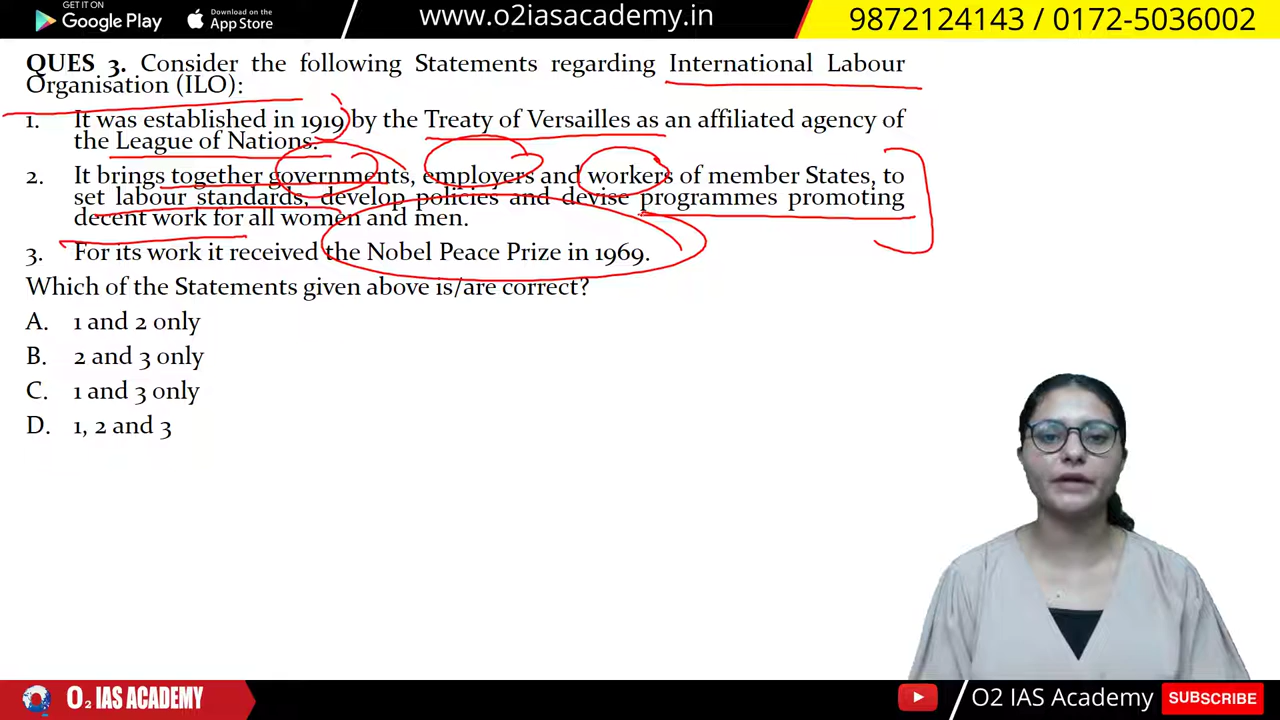 GET IT ON
Google Play
Download on the
App Store
www.o2iasacademy.in
9872124143 / 0172-5036002
QUES 3. Consider the following Statements regarding International Labour
Organisation (ILO):
1. It was established in 1919 by the Treaty of Versailles as an affiliated agency of
the League of Nations.
2. It brings together governments, employers and workers of member States, to
set labour standards, develop policies and devise programmes promoting
decent work for all women and men.
3. For its work it received the Nobel Peace Prize in 1969.
Which of the Statements given above is/are correct?
A. 1 and 2 only
B. 2 and 3 only
C. 1 and 3 only
D. 1, 2 and 3
O2 IAS ACADEMY
O2 IAS Academy SUBSCRIBE